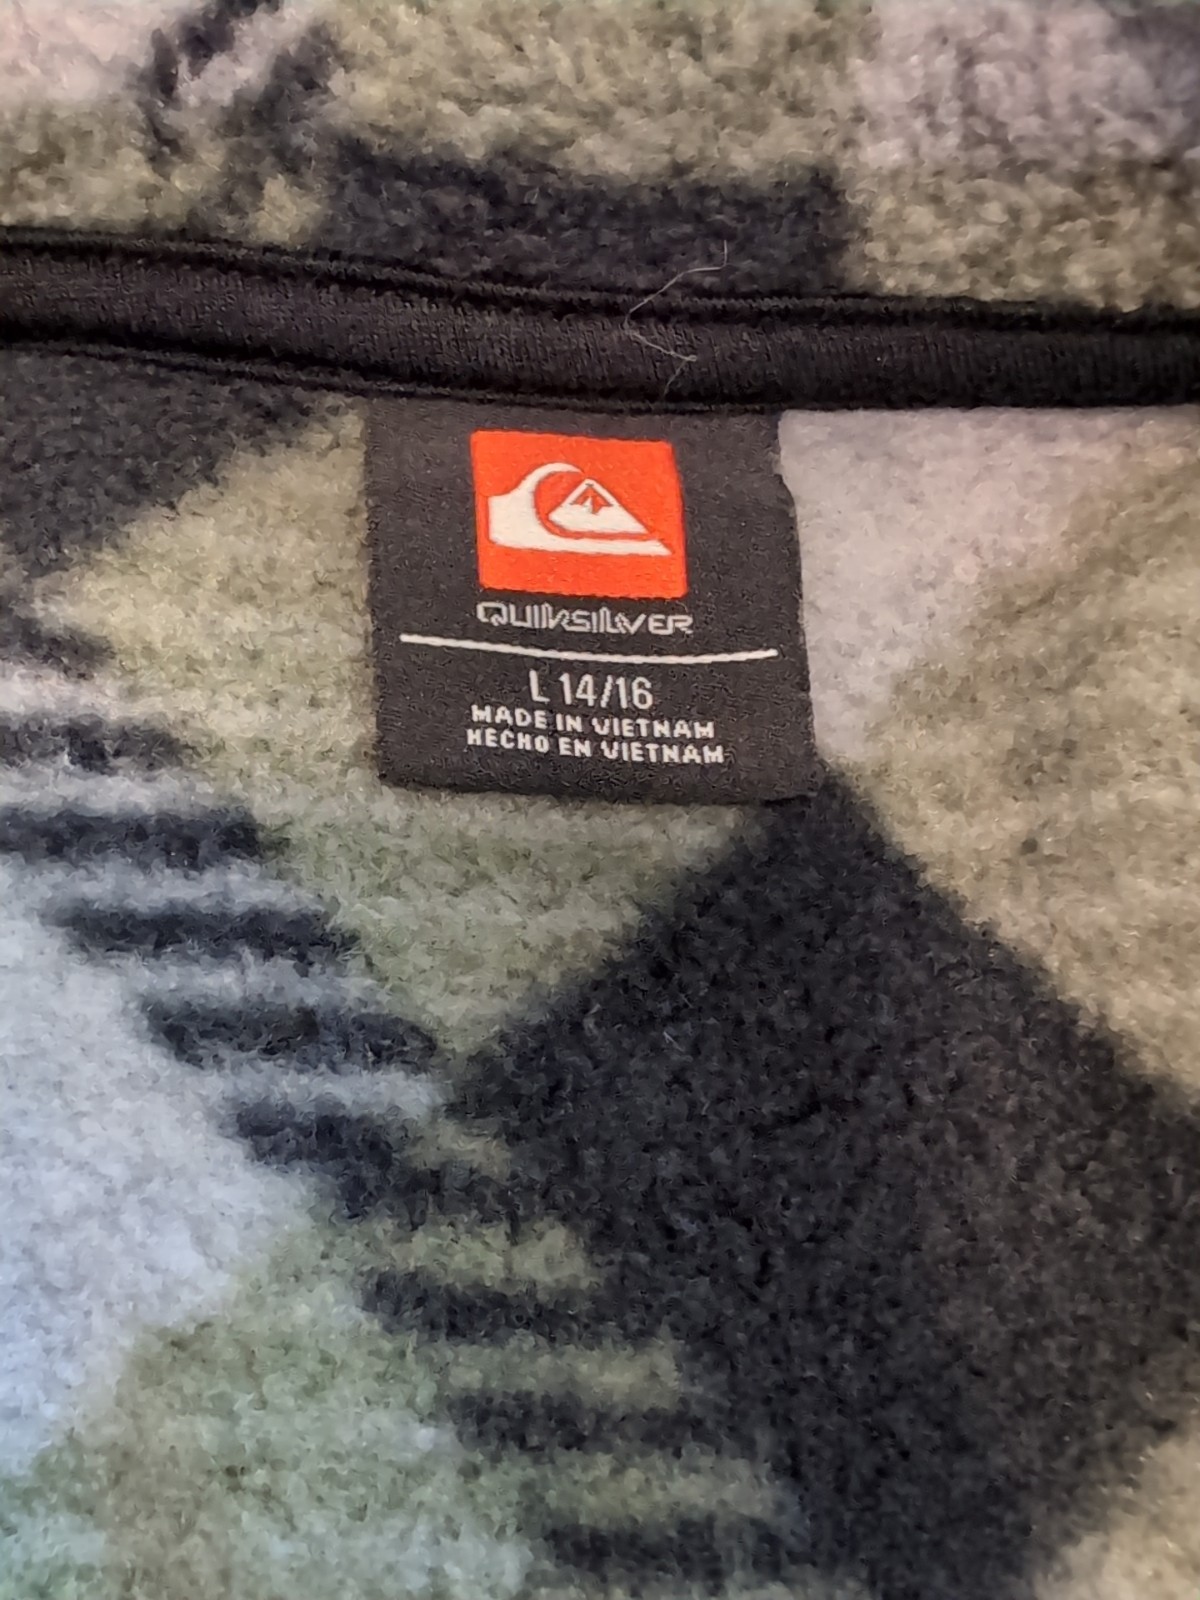 QUIKSILVER
L 14/16
MADE IN VIETNAM
HECHO EN VIETNAM